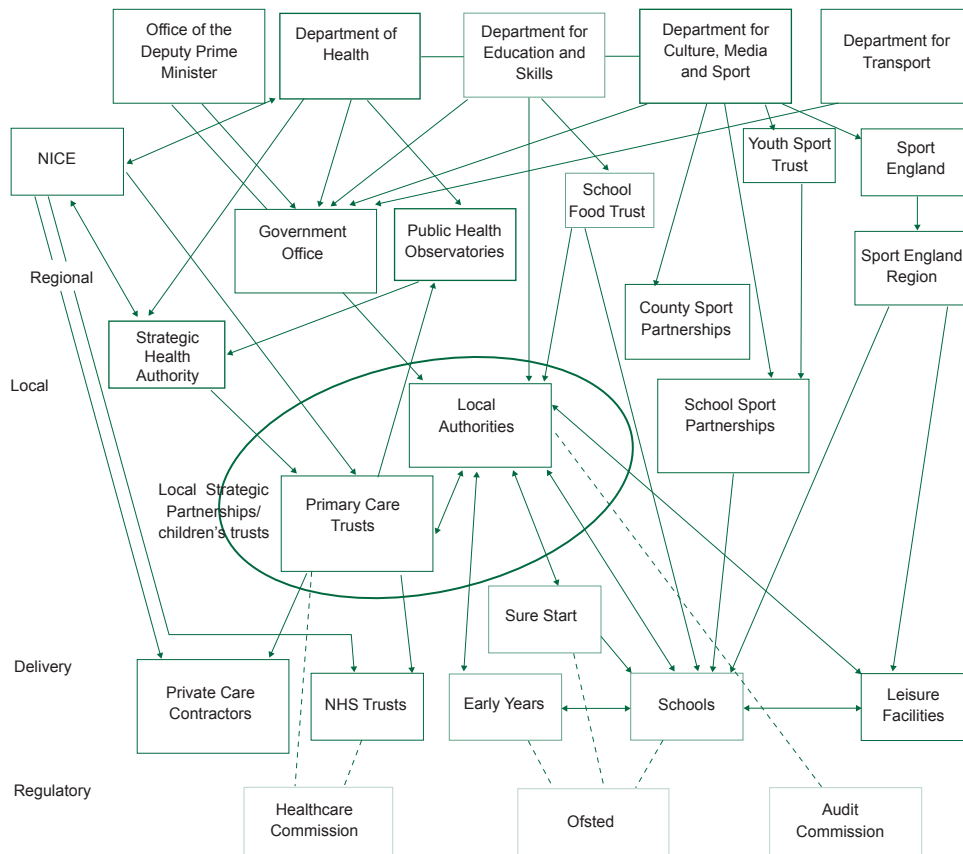 Office of the
Deputy Prime
Minister
Department of
Health
Department for
Education and
Skills
Department for
Culture, Media
and Sport
Department for
Transport
NICE
Youth Sport
Trust
Sport
England
School
Food Trust
Government
Office
Public Health
Observatories
Sport England
Region
Regional
County Sport
Partnerships
Strategic
Health
Authority
Local
Local
Authorities
School Sport
Partnerships
Local Strategic
Partnerships/
children's trusts
Primary Care
Trusts
Sure Start
Delivery
Private Care
Contractors
NHS Trusts
Early Years
Schools
Leisure
Facilities
Regulatory
Healthcare
Commission
Ofsted
Audit
Commission